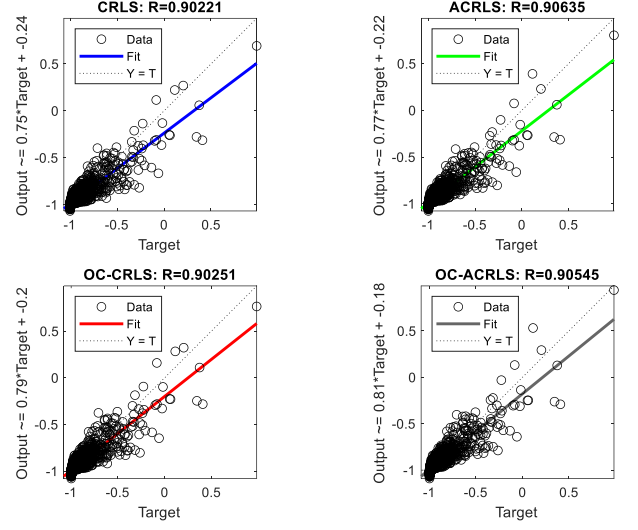 CRLS: R=0.90221
Output ~= 0.75*Target + -0.24
Data
Fit
Y = T
0.5
0
-0.5
-1
-1 -0.5 0 0.5
Target
ACRLS: R=0.90635
Output ~= 0.77*Target + -0.22
Data
Fit
Y = T
0.5
0
-0.5
-1
-1 -0.5 0 0.5
Target
OC-CRLS: R=0.90251
Output ~= 0.79*Target + -0.2
Data
Fit
Y = T
0.5
0
-0.5
-1
-1 -0.5 0 0.5
Target
OC-ACRLS: R=0.90545
Output ~= 0.81*Target + -0.18
Data
Fit
Y = T
0.5
0
-0.5
-1
-1 -0.5 0 0.5
Target